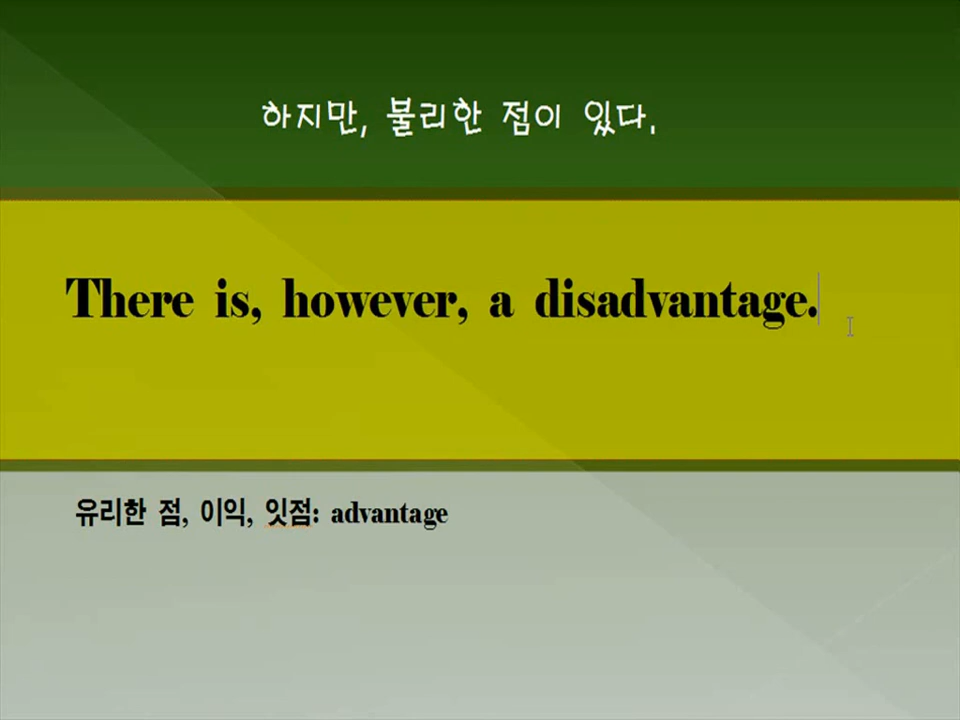 하지만, 불리한 점이 있다.
There is, however, a disadvantage.
유리한 점, 이익, 잇점: advantage